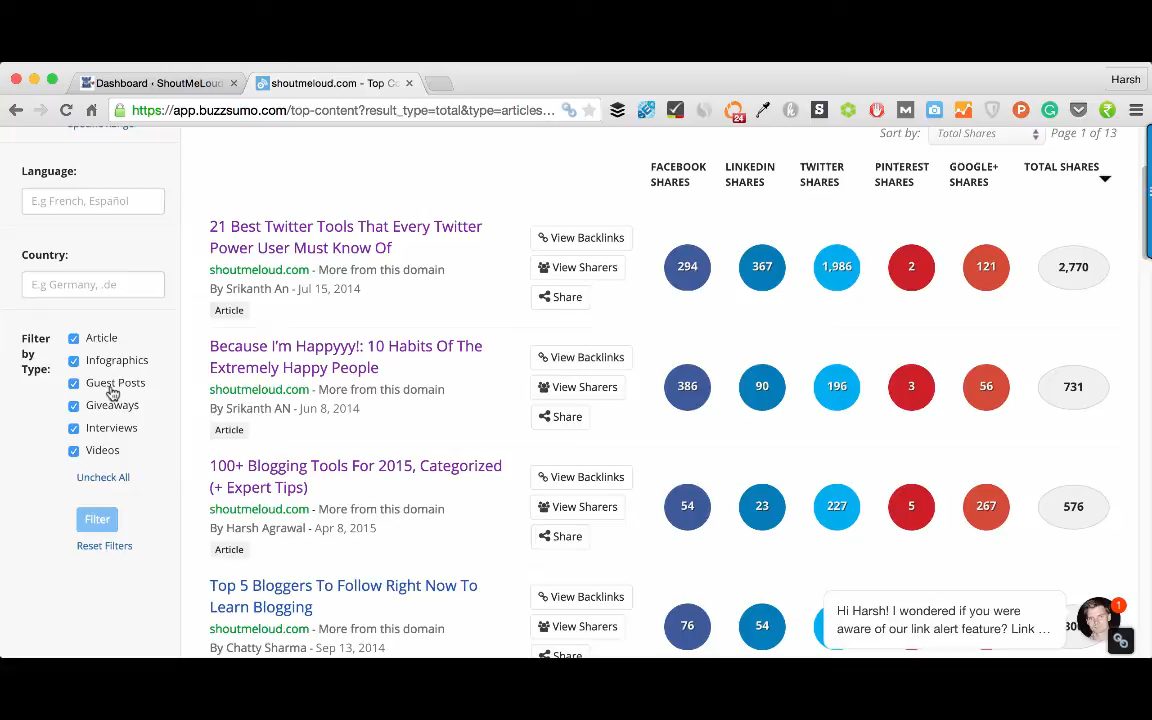 Dashboard • ShoutMeLoud
shoutmeloud.com - Top Co
Harsh
https://app.buzzsumo.com/top-content?result_type=total&type=articles...
24
Sort by: Total Shares Page 1 of 13
Language:
E.g French, Español
Country:
E.g Germany, .de
Filter by Type:
Article
Infographics
Guest Posts
Giveaways
Interviews
Videos
Uncheck All
Filter
Reset Filters
FACEBOOK SHARES LINKEDIN SHARES TWITTER SHARES PINTEREST SHARES GOOGLE+ SHARES TOTAL SHARES
21 Best Twitter Tools That Every Twitter
Power User Must Know Of
shoutmeloud.com - More from this domain
By Srikanth An - Jul 15, 2014
Article
View Backlinks
View Sharers
Share
294 367 1,986 2 121 2,770
Because I'm Happyyy!: 10 Habits Of The
Extremely Happy People
shoutmeloud.com - More from this domain
By Srikanth AN - Jun 8, 2014
Article
View Backlinks
View Sharers
Share
386 90 196 3 56 731
100+ Blogging Tools For 2015, Categorized
(+ Expert Tips)
shoutmeloud.com - More from this domain
By Harsh Agrawal - Apr 8, 2015
Article
View Backlinks
View Sharers
Share
54 23 227 5 267 576
Top 5 Bloggers To Follow Right Now To
Learn Blogging
shoutmeloud.com - More from this domain
By Chatty Sharma - Sep 13, 2014
View Backlinks
View Sharers
Share
76 54
Hi Harsh! I wondered if you were
aware of our link alert feature? Link ...
1